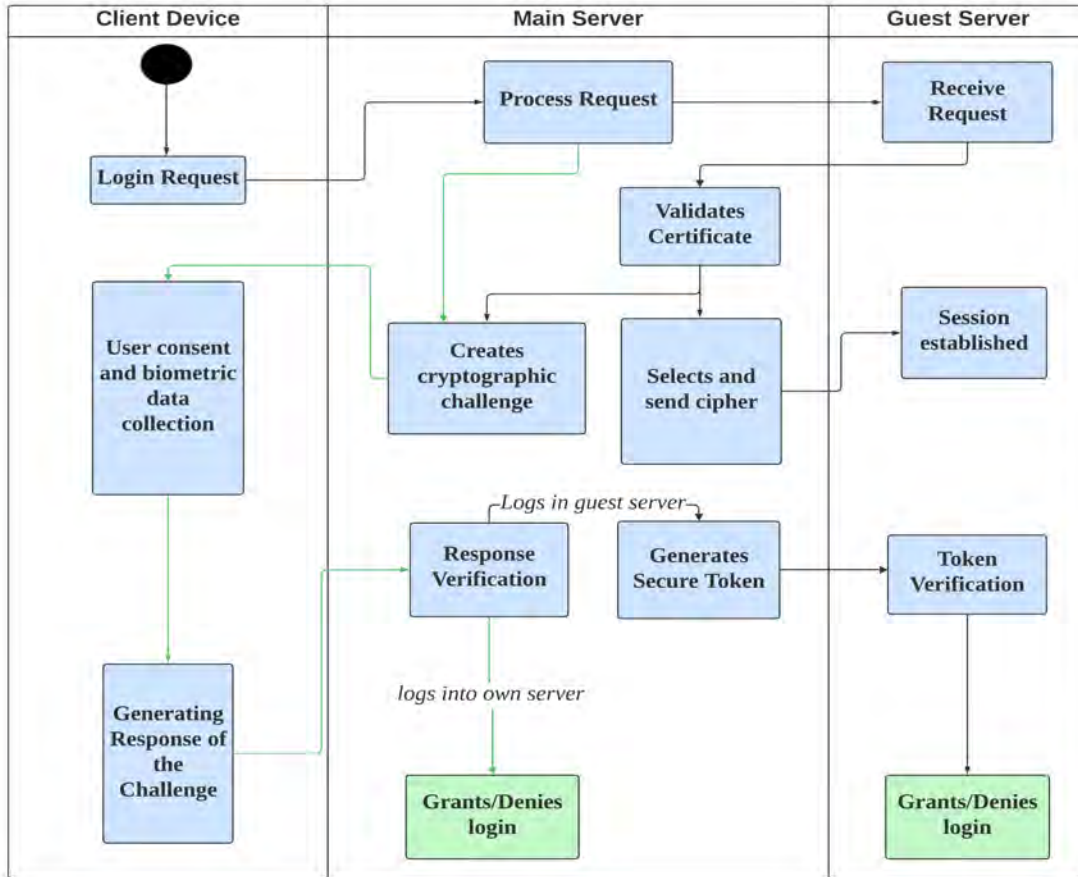 Client Device
Main Server
Guest Server
Process Request
Receive
Request
Login Request
Validates
Certificate
User consent
and biometric
data
collection
Creates
cryptographic
challenge
Selects and
send cipher
Session
established
Logs in guest server
Response
Verification
Generates
Secure Token
Token
Verification
logs into own server
Generating
Response of
the
Challenge
Grants/Denies
login
Grants/Denies
login